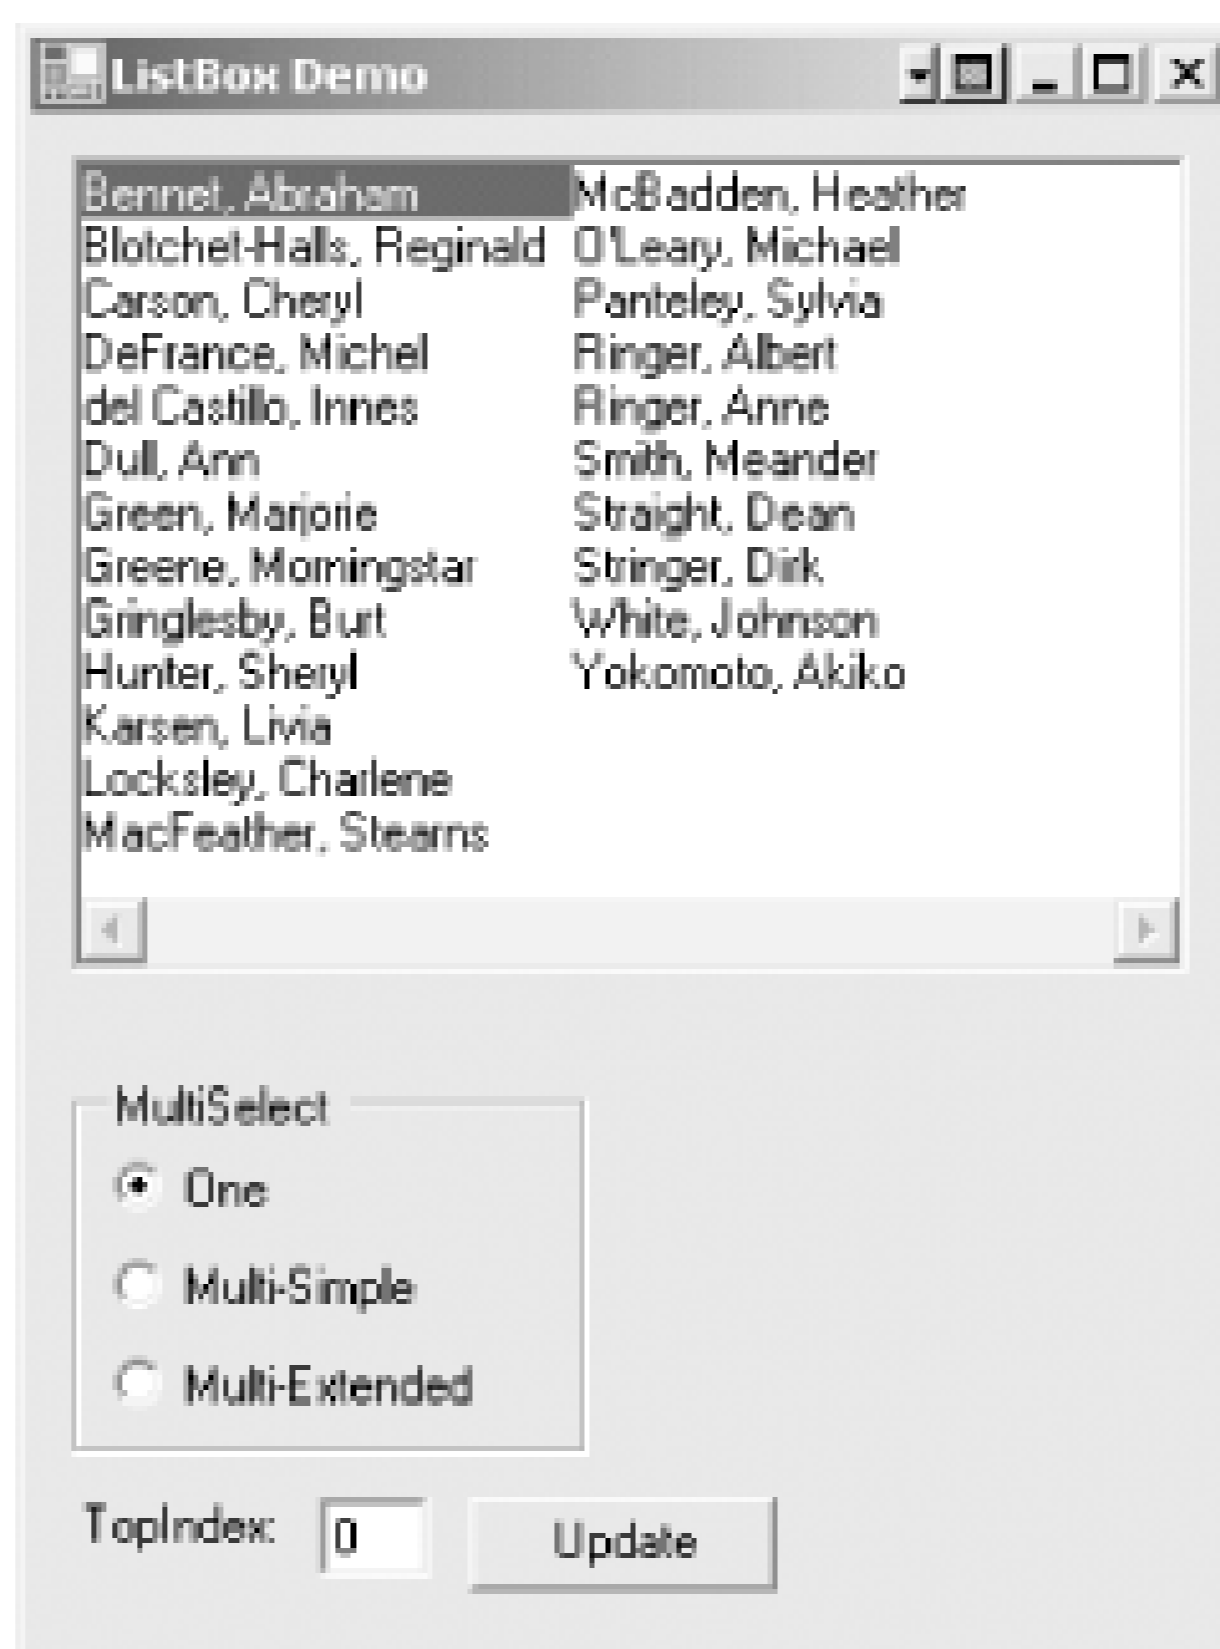 ListBox Demo
Bennet, Abraham
Blotchet-Halls, Reginald
Carson, Cheryl
DeFrance, Michel
del Castillo, Innes
Dull, Ann
Green, Marjorie
Greene, Morningstar
Gringlesby, Burt
Hunter, Sheryl
Karsen, Livia
Locksley, Charlene
MacFeather, Stearns
McBadden, Heather
O'Leary, Michael
Panteley, Sylvia
Ringer, Albert
Ringer, Anne
Smith, Meander
Straight, Dean
Stringer, Dirk
White, Johnson
Yokomoto, Akiko
MultiSelect
One
Multi-Simple
Multi-Extended
TopIndex: 0 Update